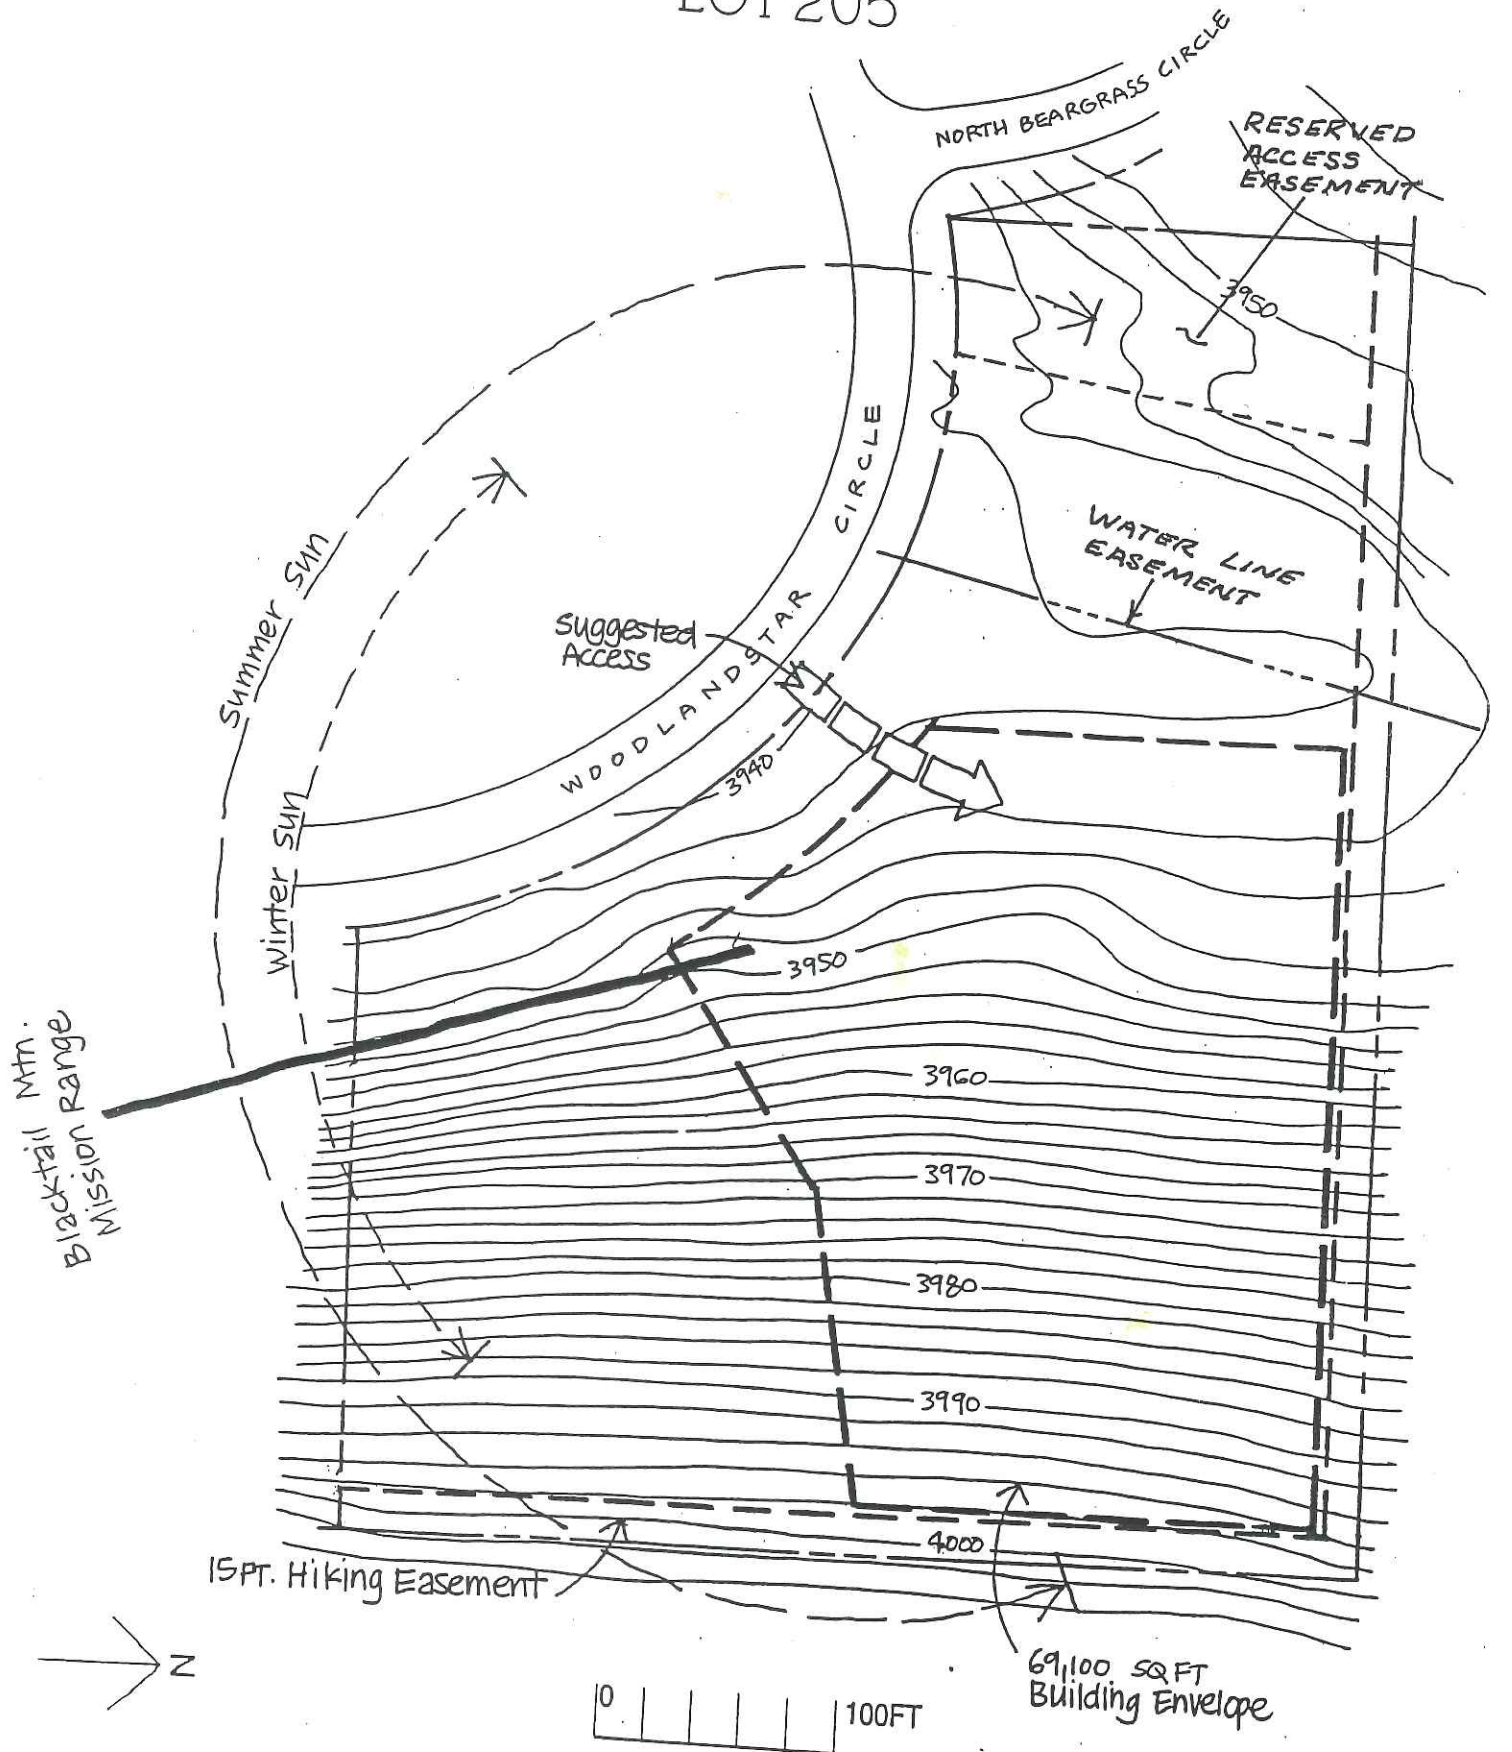 LOT 205
NORTH BEARGRASS CIRCLE
RESERVED
ACCESS
EASEMENT
3950
WATER LINE
EASEMENT
Suggested
Access
WOODLANDSTAR CIRCLE
3940
Summer Sun
Winter Sun
3950
Blacktail Mtn.
Mission Range
3960
3970
3980
3990
4000
15FT. Hiking Easement
N
69,100 SQFT
Building Envelope
0 100FT